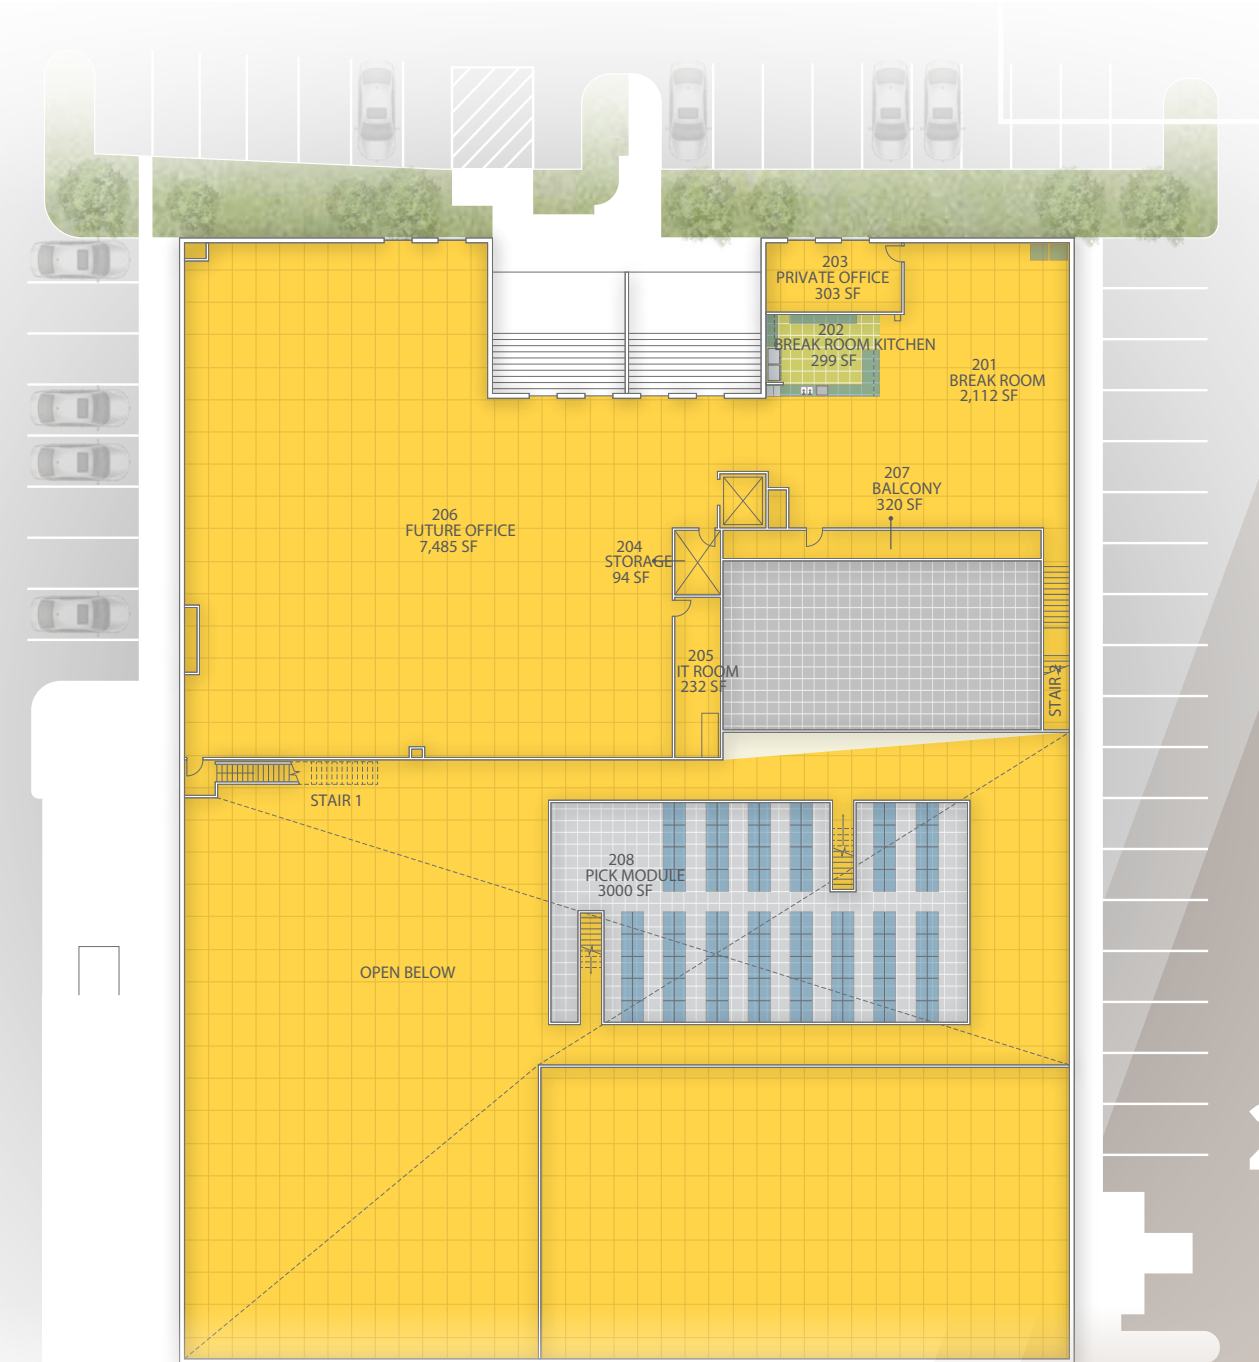 203
PRIVATE OFFICE
303 SF
202
BREAK ROOM KITCHEN
299 SF
201
BREAK ROOM
2,112 SF
207
BALCONY
320 SF
206
FUTURE OFFICE
7,485 SF
204
STORAGE
94 SF
205
IT ROOM
232 SF
STAIR 2
STAIR 1
208
PICK MODULE
3000 SF
OPEN BELOW